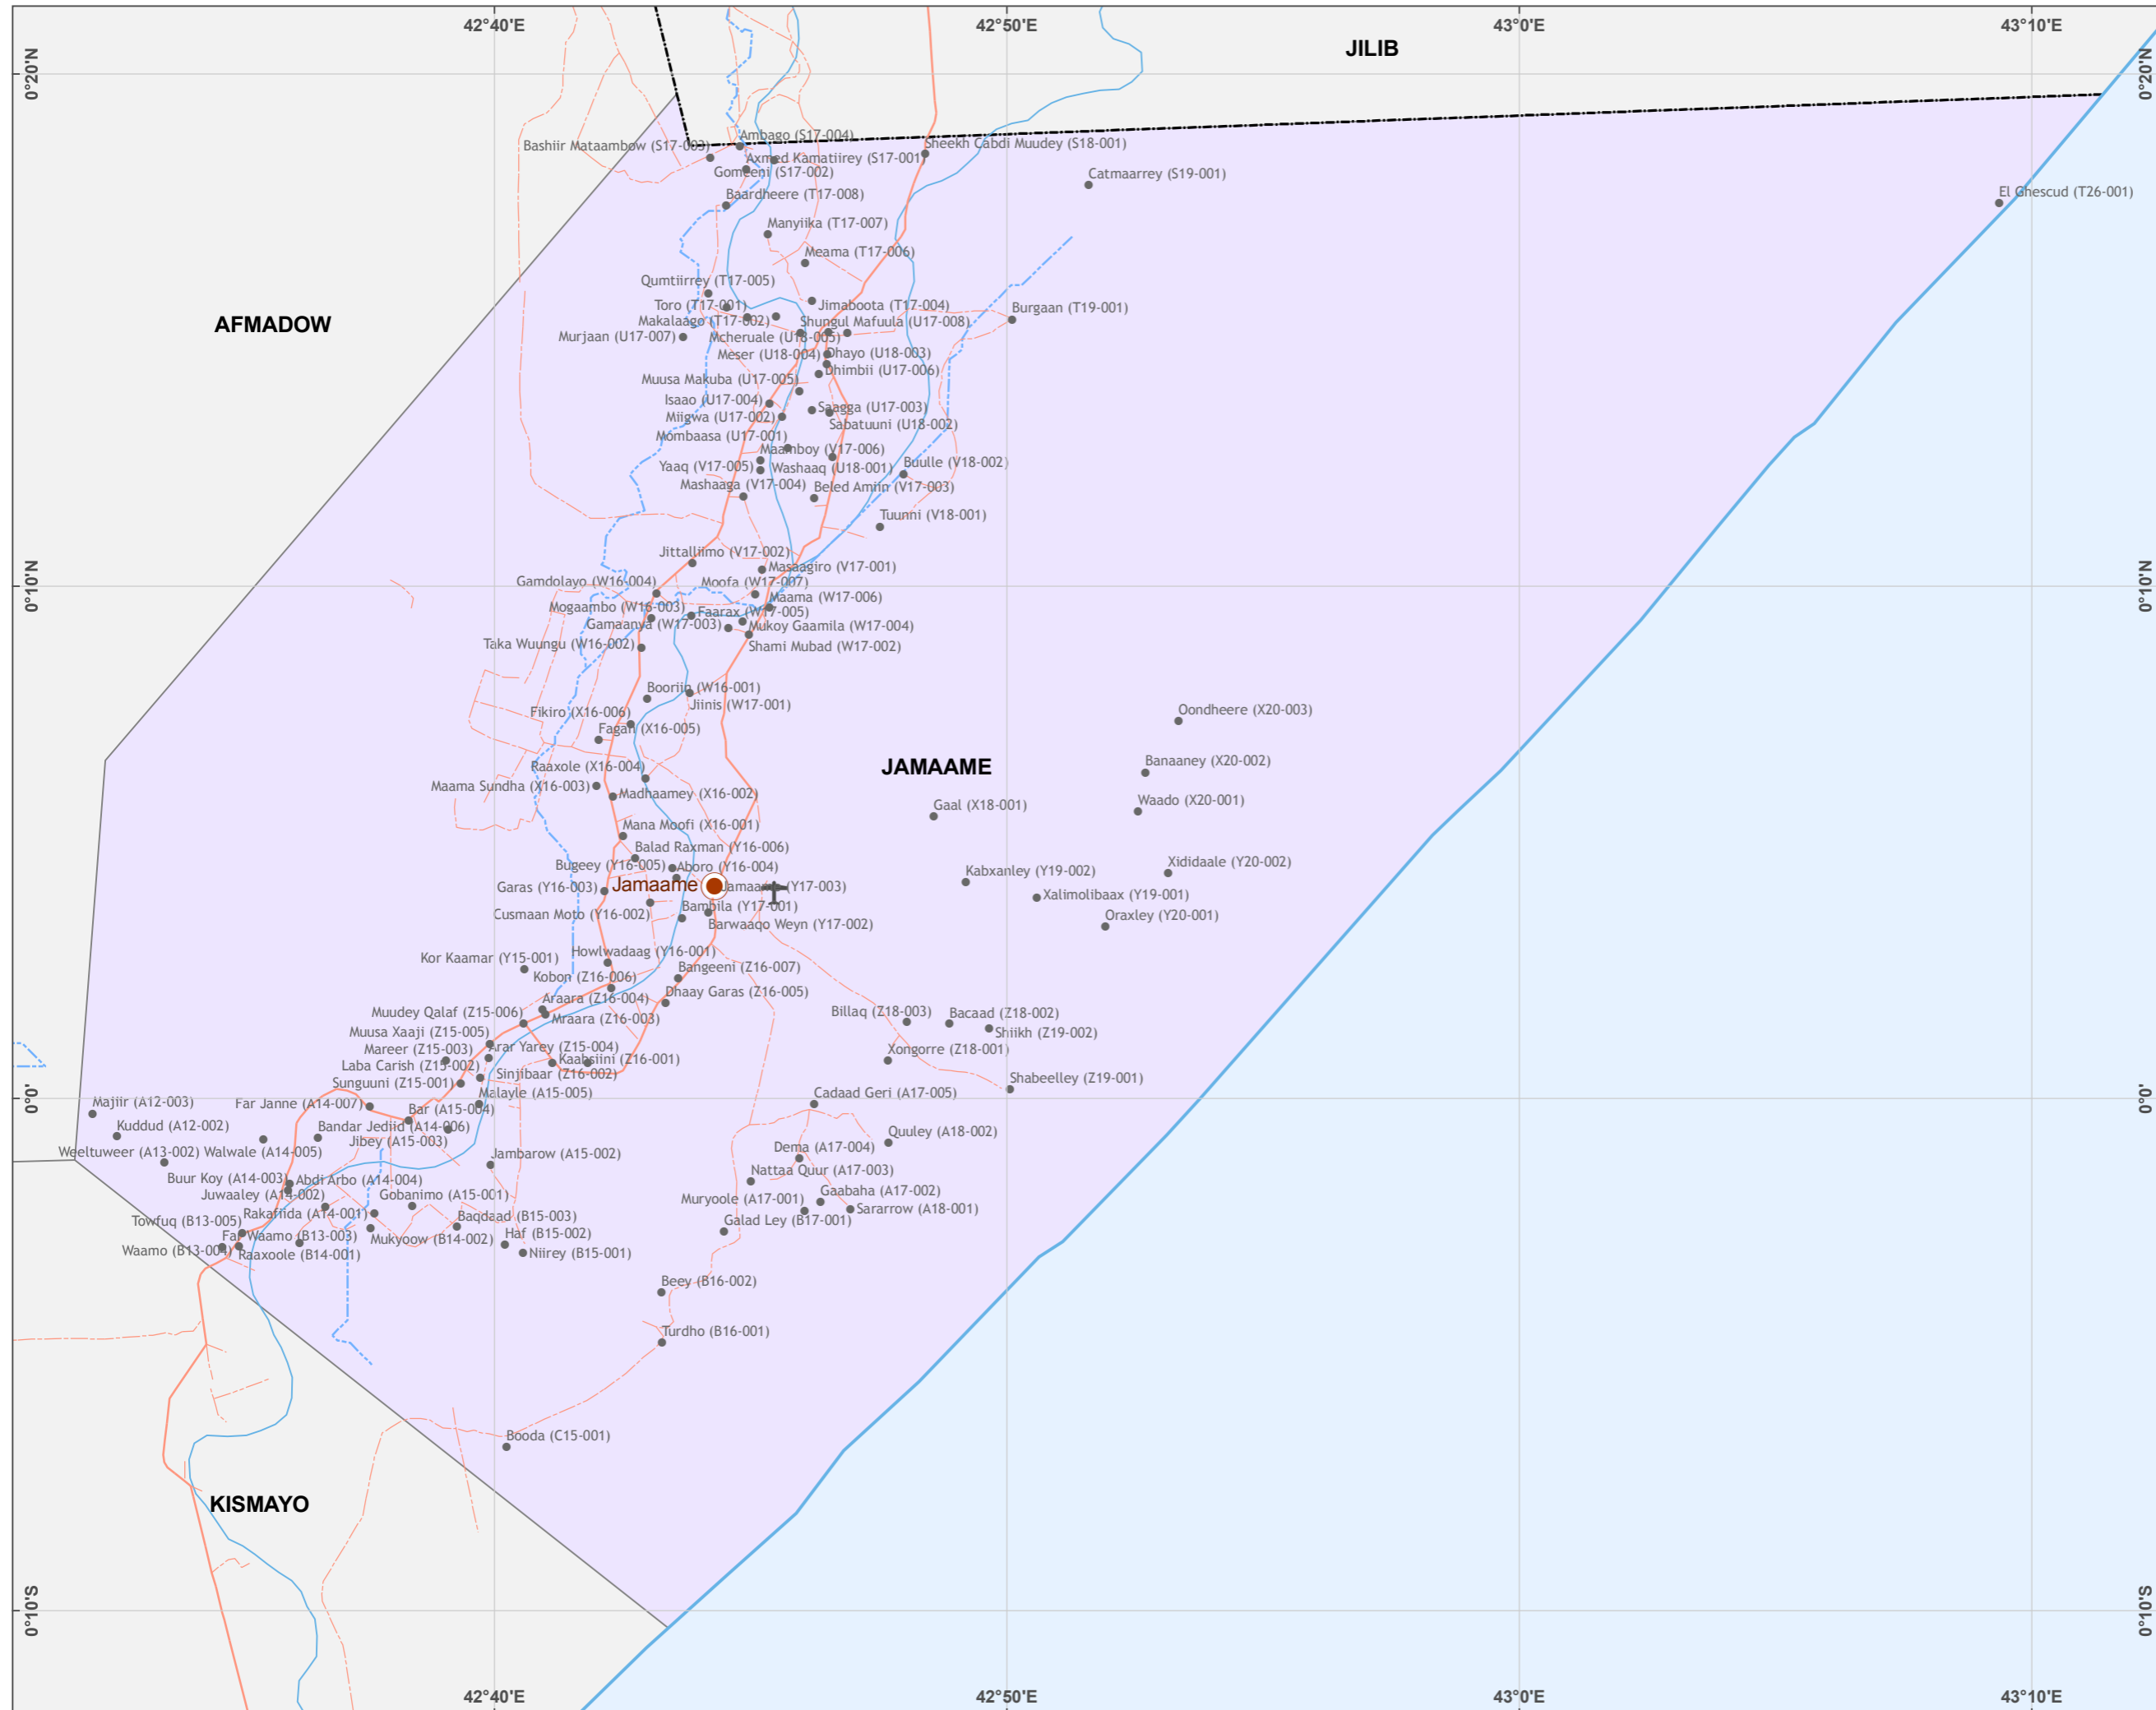 42°40'E
42°50'E
43°0'E
43°10'E
JILIB
0°20'N
0°20'N
Ambago (S17-004)
Bashiir Mataambow (S17-003)
Sheekh Cabdi Muudey (S18-001)
Axmed Kamatiirey (S17-001)
Gomeeni (S17-002)
Catmaarrey (S19-001)
El Ghescud (T26-001)
Baardheere (T17-008)
Manyiika (T17-007)
Meama (T17-006)
Qumtiirrey (T17-005)
Toro (T17-001)
Jimaboota (T17-004)
Burgaan (T19-001)
AFMADOW
Makalaago (T17-002)
Shungul Mafuula (U17-008)
Murjaan (U17-007)
Mcheruale (U18-005)
Meser (U18-004)
Dhayo (U18-003)
Dhimbii (U17-006)
Muusa Makuba (U17-005)
Isaao (U17-004)
Saagga (U17-003)
Miigwa (U17-002)
Sabatuuni (U18-002)
Mombaasa (U17-001)
Maamboy (V17-006)
Yaaq (V17-005)
Washaaq (U18-001)
Buulle (V18-002)
Mashaaga (V17-004)
Beled Amiin (V17-003)
Tuunni (V18-001)
Jittalliimo (V17-002)
Masaagiro (V17-001)
0°10'N
0°10'N
Gamdolayo (W16-004)
Moofa (W17-007)
Maama (W17-006)
Mogaambo (W16-003)
Faarax (W17-005)
Gamaanya (W17-003)
Mukoy Gaamila (W17-004)
Taka Wuungu (W16-002)
Shami Mubad (W17-002)
Booriin (W16-001)
Jiinis (W17-001)
Fikiro (X16-006)
Fagan (X16-005)
Oondheere (X20-003)
JAMAAME
Raaxole (X16-004)
Banaaney (X20-002)
Maama Sundha (X16-003)
Madhaamey (X16-002)
Waado (X20-001)
Gaal (X18-001)
Mana Moofi (X16-001)
Balad Raxman (Y16-006)
Bugeey (Y16-005)
Aboro (Y16-004)
Xididaale (Y20-002)
Kabxanley (Y19-002)
Garas (Y16-003)
Jamaame
Jamaame (Y17-003)
Xalimolibaax (Y19-001)
Cusmaan Moto (Y16-002)
Bambila (Y17-001)
Oraxley (Y20-001)
Barwaaqo Weyn (Y17-002)
Howlwadaag (Y16-001)
Kor Kaamar (Y15-001)
Bangeeni (Z16-007)
Kobon (Z16-006)
Dhaay Garas (Z16-005)
Araara (Z16-004)
Muudey Qalaf (Z15-006)
Mraara (Z16-003)
Billaq (Z18-003)
Bacaad (Z18-002)
Shiikh (Z19-002)
Muusa Xaaji (Z15-005)
Mareer (Z15-003)
Arar Yarey (Z15-004)
Kaabsiini (Z16-001)
Xongorre (Z18-001)
Laba Carish (Z15-002)
Sinjibaar (Z16-002)
Sunguuni (Z15-001)
Shabeelley (Z19-001)
Malayle (A15-005)
Cadaad Geri (A17-005)
0°0'
0°0'
Majiir (A12-003)
Far Janne (A14-007)
Bar (A15-004)
Kuddud (A12-002)
Bandar Jediid (A14-006)
Jibey (A15-003)
Quuley (A18-002)
Weeltuweer (A13-002)
Walwale (A14-005)
Dema (A17-004)
Jambarow (A15-002)
Nattaa Quur (A17-003)
Buur Koy (A14-003)
Abdi Arbo (A14-004)
Juwaaley (A14-002)
Gobanimo (A15-001)
Muryoole (A17-001)
Gaabaha (A17-002)
Sararrow (A18-001)
Rakafiida (A14-001)
Towfuq (B13-005)
Baqdaad (B15-003)
Galad Ley (B17-001)
Far Waamo (B13-003)
Mukyoow (B14-002)
Haf (B15-002)
Waamo (B13-004)
Raaxoole (B14-001)
Niirey (B15-001)
Beey (B16-002)
Turdho (B16-001)
Booda (C15-001)
KISMAYO
0°10'S
0°10'S
42°40'E
42°50'E
43°0'E
43°10'E